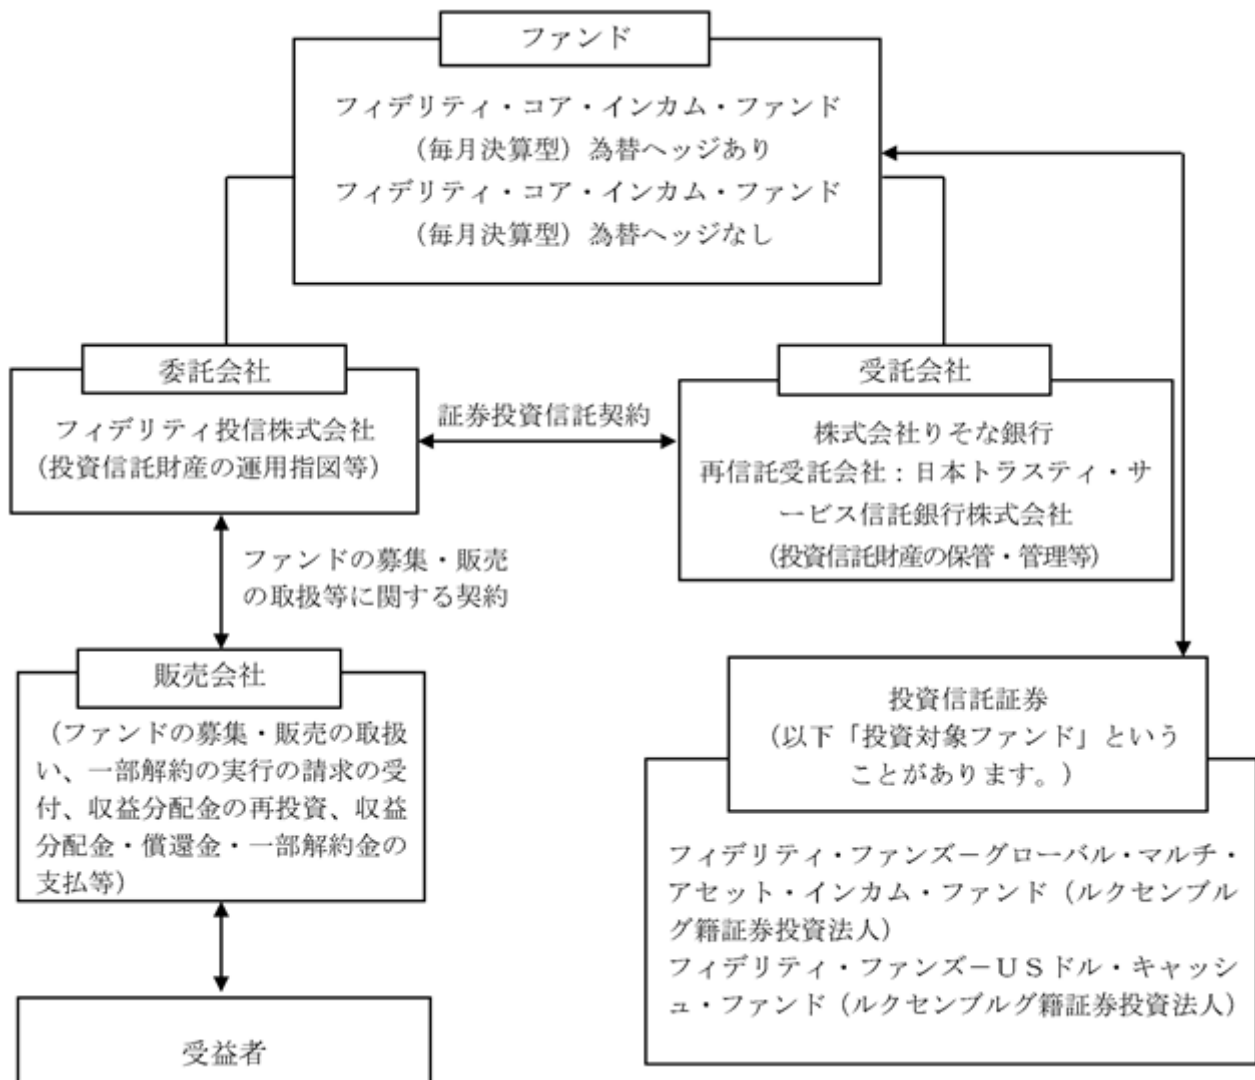 ファンド
フィデリティ・コア・インカム・ファンド
（毎月決算型）為替ヘッジあり
フィデリティ・コア・インカム・ファンド
（毎月決算型）為替ヘッジなし
委託会社
フィデリティ投信株式会社
（投資信託財産の運用指図等）
証券投資信託契約
受託会社
株式会社りそな銀行
再信託受託会社：日本トラスティ・サ
ービス信託銀行株式会社
（投資信託財産の保管・管理等）
ファンドの募集・販売
の取扱等に関する契約
販売会社
（ファンドの募集・販売の取扱
い、一部解約の実行の請求の受
付、収益分配金の再投資、収益
分配金・償還金・一部解約金の
支払等）
投資信託証券
（以下「投資対象ファンド」という
ことがあります。）
フィデリティ・ファンズ－グローバル・マルチ・
アセット・インカム・ファンド（ルクセンブル
グ籍証券投資法人）
フィデリティ・ファンズ－ＵＳドル・キャッシ
ュ・ファンド（ルクセンブルグ籍証券投資法人）
受益者